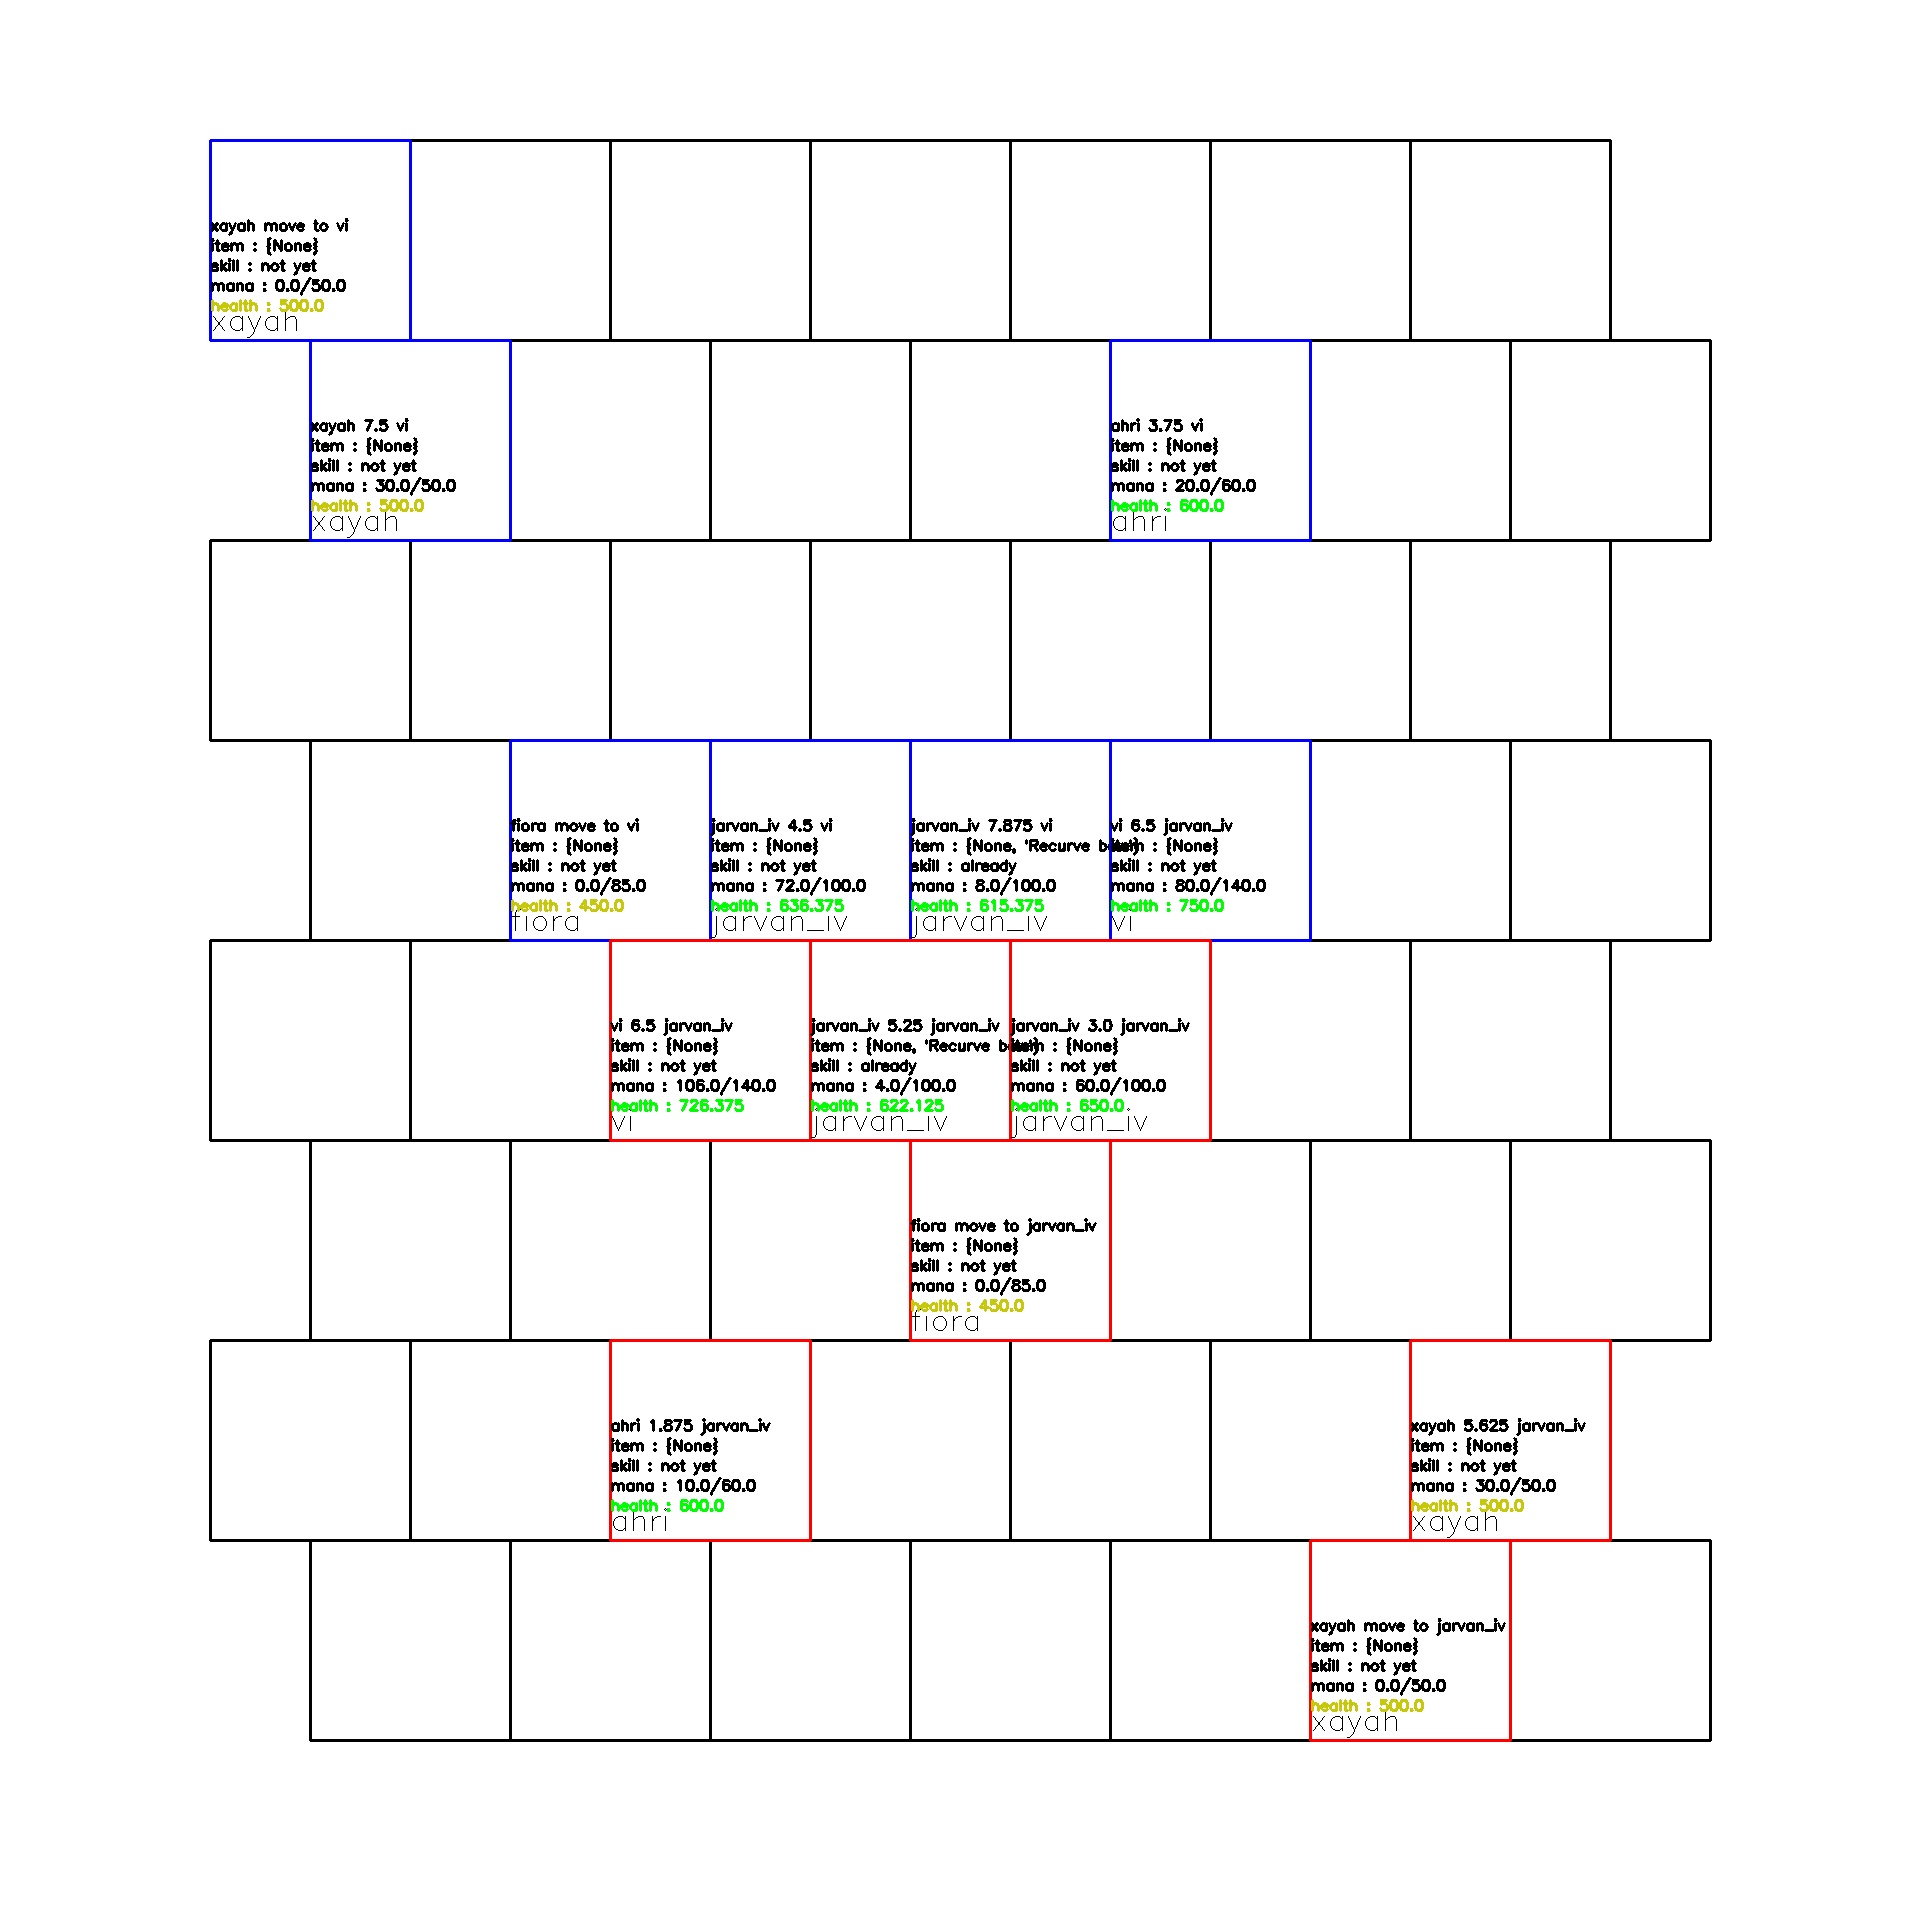 xayah move to vi
item : {None}
skill : not yet
mana : 0.0/50.0
health : 500.0
xayah
xayah 7.5 vi
item : {None}
skill : not yet
mana : 30.0/50.0
health : 500.0
xayah
ahri 3.75 vi
item : {None}
skill : not yet
mana : 20.0/60.0
health : 600.0
ahri
fiora move to vi
item : {None}
skill : not yet
mana : 0.0/85.0
health : 450.0
fiora
jarvan_iv 4.5 vi
item : {None}
skill : not yet
mana : 72.0/100.0
health : 636.375
jarvan_iv
jarvan_iv 7.875 vi
item : {None, 'Recurve
skill : already
mana : 8.0/100.0
health : 615.375
jarvan_iv
vi 6.5 jarvan_iv
item : {None}
skill : not yet
mana : 80.0/140.0
health : 750.0
vi
vi 6.5 jarvan_iv
item : {None}
skill : not yet
mana : 106.0/140.0
health : 726.375
vi
jarvan_iv 5.25 jarvan_iv
item : {None, 'Recurve
skill : already
mana : 4.0/100.0
health : 622.125
jarvan_iv
jarvan_iv 3.0 jarvan_iv
item : {None}
skill : not yet
mana : 60.0/100.0
health : 650.0
jarvan_iv
fiora move to jarvan_iv
item : {None}
skill : not yet
mana : 0.0/85.0
health : 450.0
fiora
ahri 1.875 jarvan_iv
item : {None}
skill : not yet
mana : 10.0/60.0
health : 600.0
ahri
xayah 5.625 jarvan_iv
item : {None}
skill : not yet
mana : 30.0/50.0
health : 500.0
xayah
xayah move to jarvan_iv
item : {None}
skill : not yet
mana : 0.0/50.0
health : 500.0
xayah